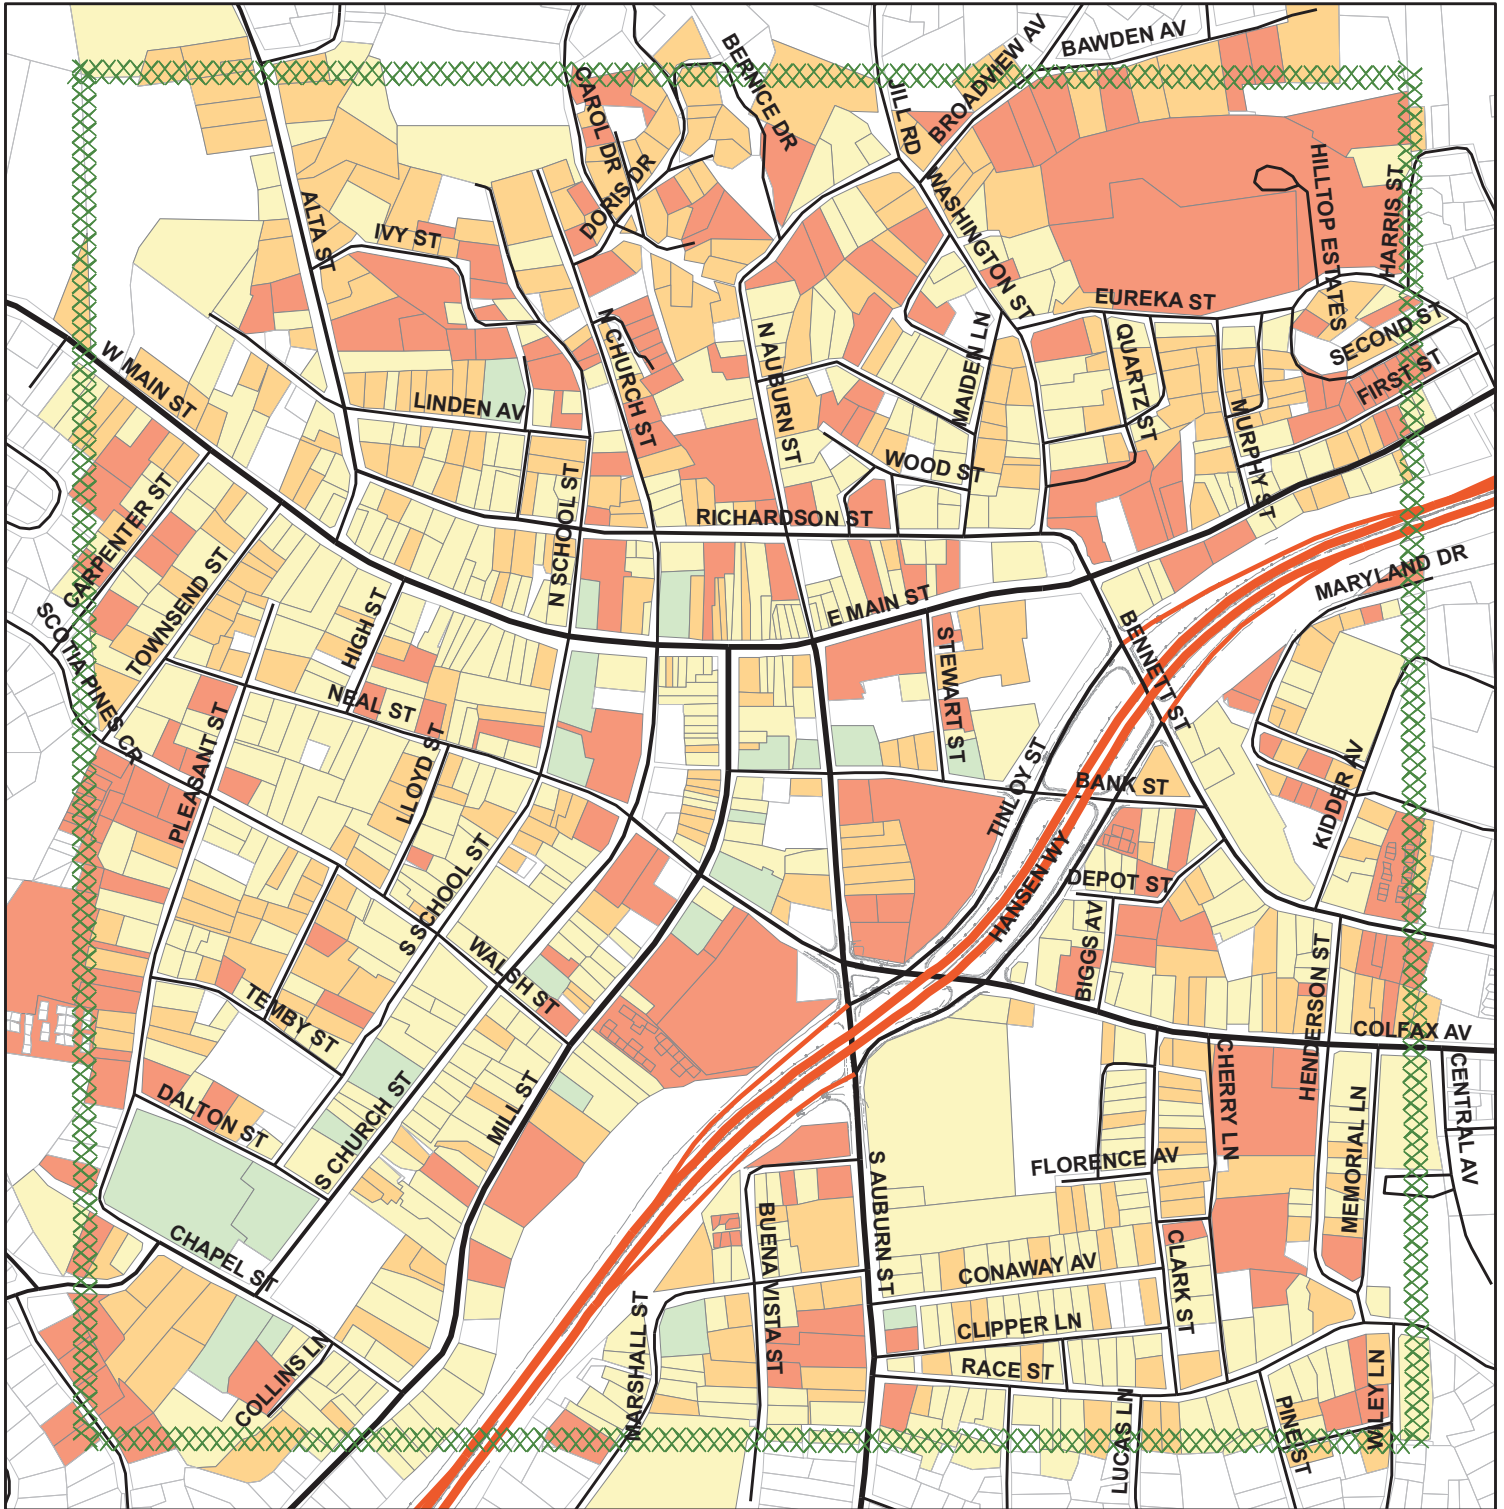 BAWDEN AV
BROADVIEW AV
BERNICE DR
CAROL DR
JILL RD
DORIS DR
WASHINGTON ST
HILLTOP ESTATES
HARRIS ST
ALTA ST
IVY ST
EUREKA ST
N CHURCH ST
N AUBURN ST
MAIDEN LN
QUARTZ ST
MURPHY ST
SECOND ST
FIRST ST
W MAIN ST
LINDEN AV
WOOD ST
N SCHOOL ST
RICHARDSON ST
CARPENTER ST
TOWNSEND ST
HIGH ST
E MAIN ST
STEWART ST
BENNETT ST
MARYLAND DR
SCOTIA PINES CR
NEAL ST
PLEASANT ST
LLOYD ST
TINLOY ST
BANK ST
KIDDER AV
S SCHOOL ST
HANSEN WY
DEPOT ST
BIGGS AV
WALSH ST
HENDERSON ST
TEMBY ST
COLFAX AV
CENTRAL AV
DALTON ST
S CHURCH ST
MILL ST
CHERRY LN
MEMORIAL LN
FLORENCE AV
S AUBURN ST
BUENA VISTA ST
CHAPEL ST
CONAWAY AV
CLARK ST
CLIPPER LN
MARSHALL ST
RACE ST
COLLINS LN
LUCAS LN
PINE ST
WILEY LN